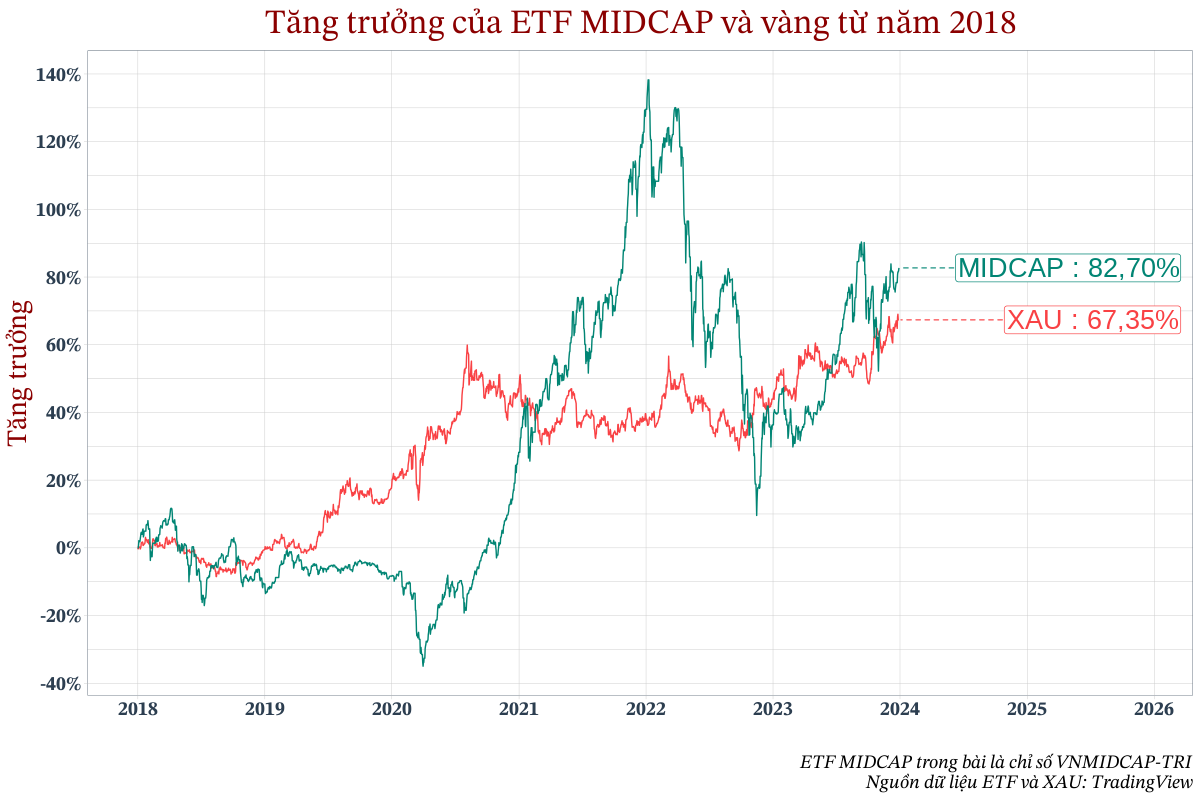 Tăng trưởng của ETF MIDCAP và vàng từ năm 2018
Tăng trưởng
140%
120%
100%
80%
60%
40%
20%
0%
-20%
-40%
MIDCAP : 82,70%
XAU : 67,35%
2018 2019 2020 2021 2022 2023 2024 2025 2026
ETF MIDCAP trong bài là chỉ số VNMIDCAP-TRI
Nguồn dữ liệu ETF và XAU: TradingView